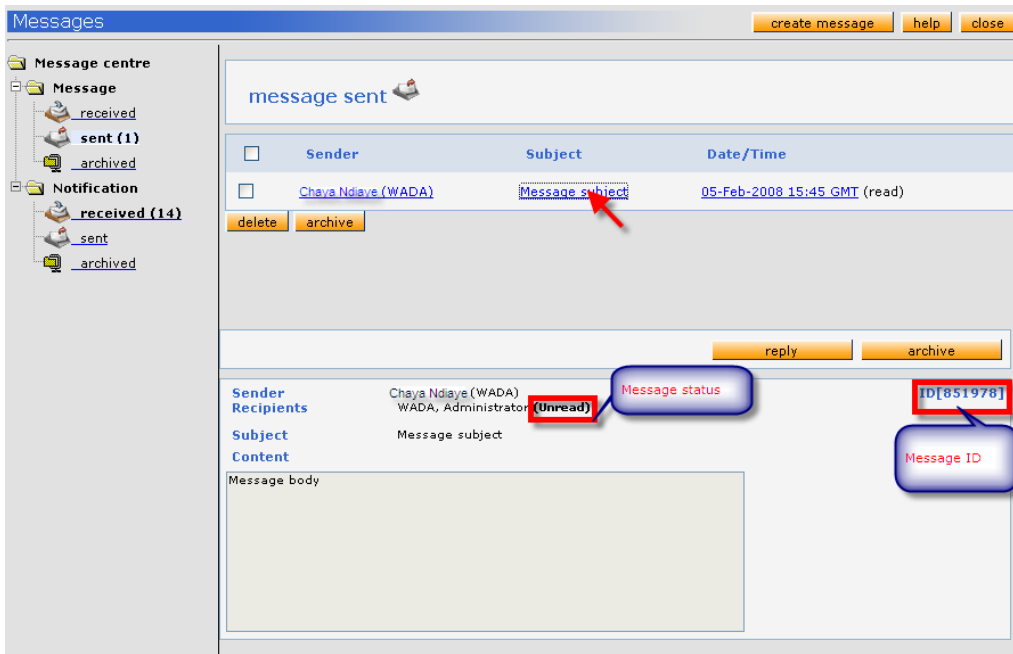 Messages
create message
help
close
Message centre
Message
received
sent (1)
archived
Notification
received (14)
sent
archived
message sent
Sender Subject Date/Time
Chaya Ndiaye (WADA) Message subject 05-Feb-2008 15:45 GMT (read)
delete archive
reply archive
Sender Chaya Ndiaye (WADA)
Recipients WADA, Administrator (Unread)
Message status
ID[851978]
Subject Message subject
Message ID
Content
Message body